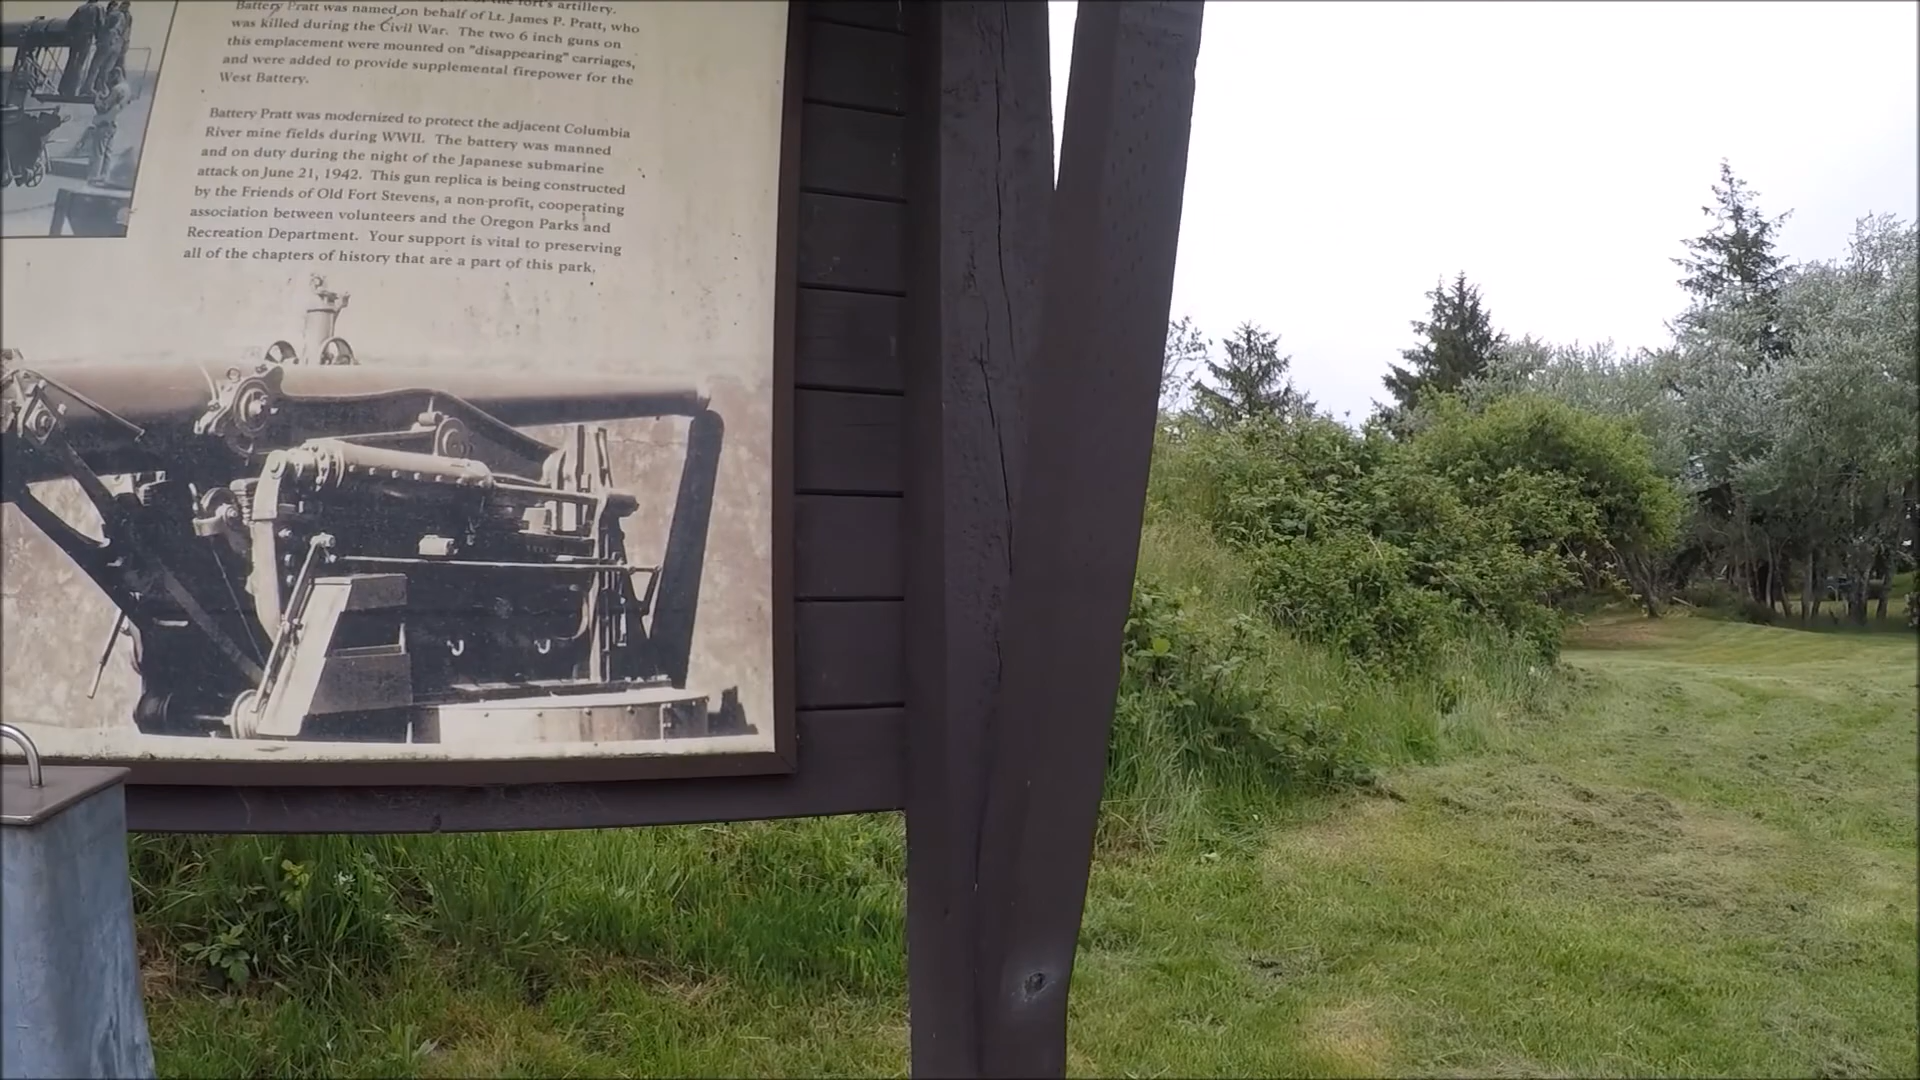 the fort's artillery.
Battery Pratt was named on behalf of Lt. James P. Pratt, who
was killed during the Civil War. The two 6 inch guns on
this emplacement were mounted on "disappearing" carriages,
and were added to provide supplemental firepower for the
West Battery.
Battery Pratt was modernized to protect the adjacent Columbia
River mine fields during WWII. The battery was manned
and on duty during the night of the Japanese submarine
attack on June 21, 1942. This gun replica is being constructed
by the Friends of Old Fort Stevens, a non-profit, cooperating
association between volunteers and the Oregon Parks and
Recreation Department. Your support is vital to preserving
all of the chapters of history that are a part of this park.